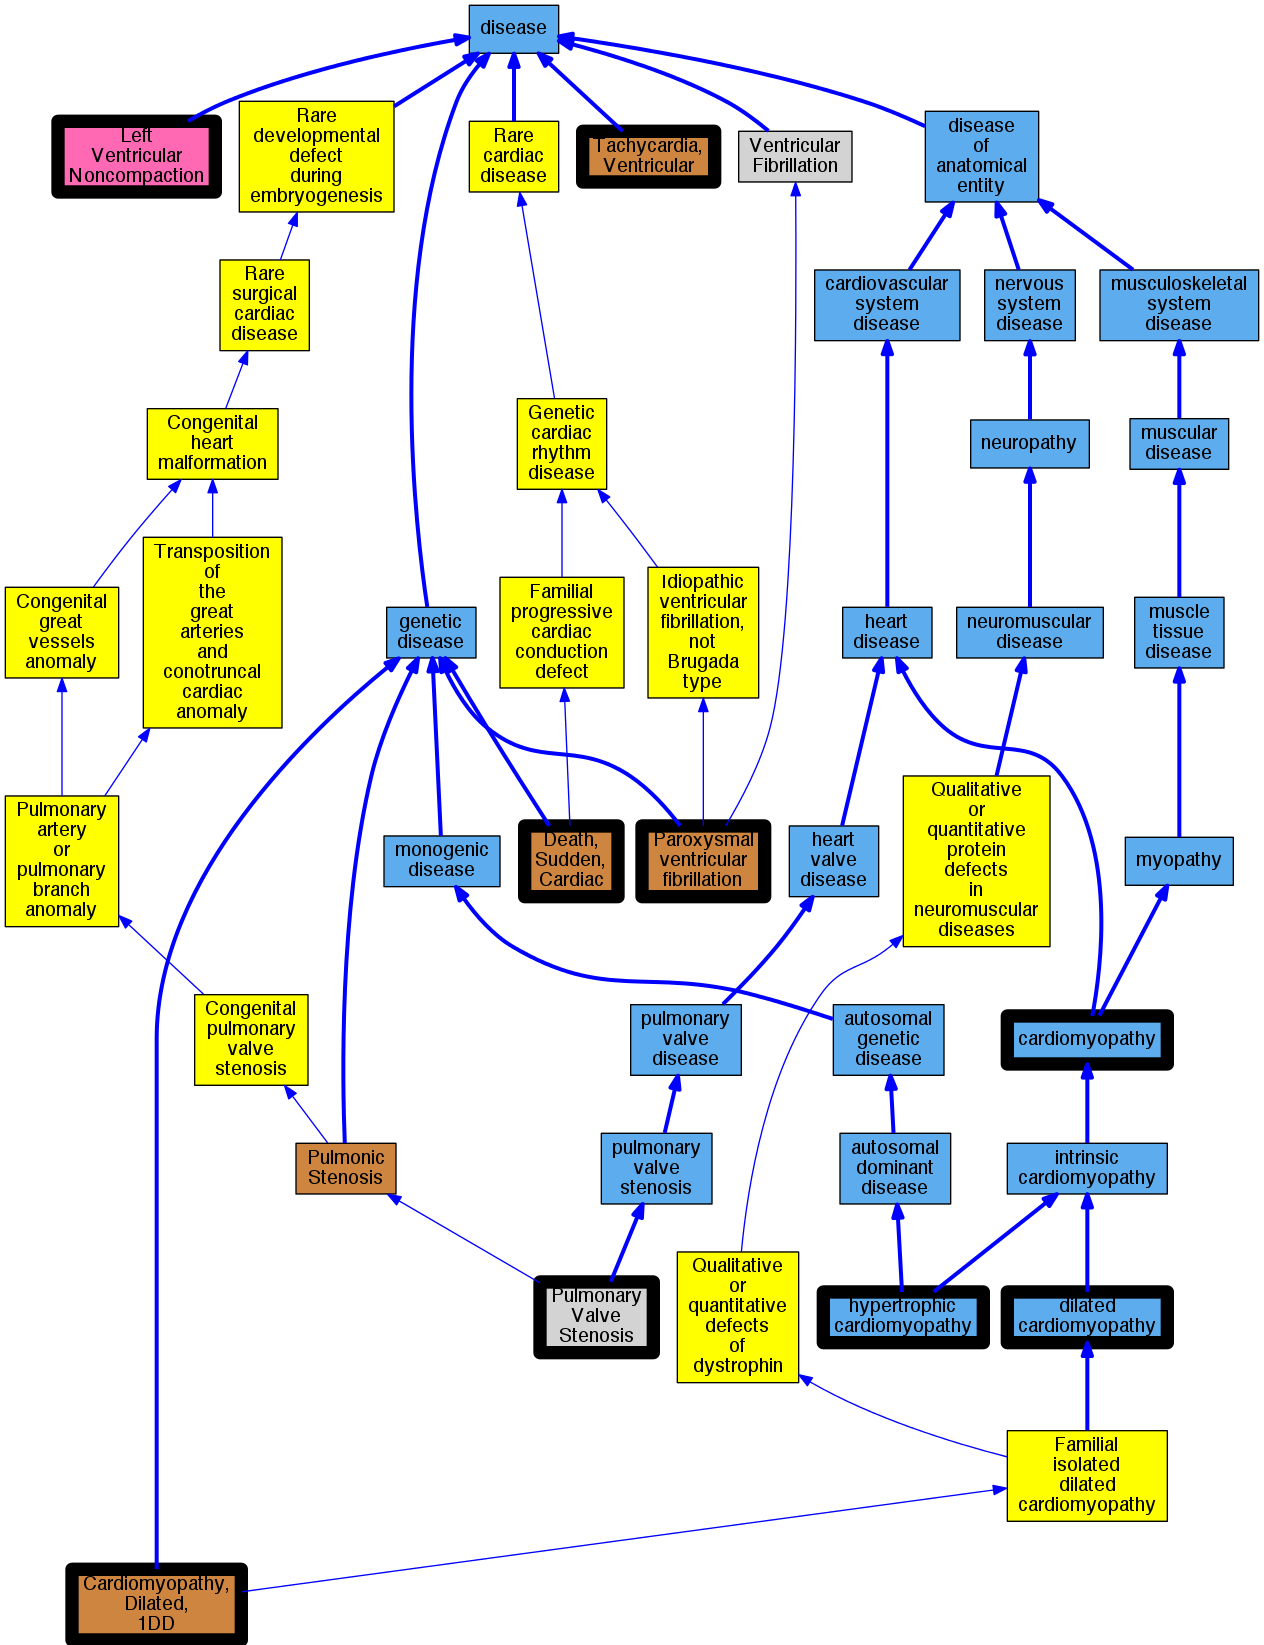 disease
Left
Ventricular
Noncompaction
Rare
developmental
defect
during
embryogenesis
Rare
cardiac
disease
Tachycardia,
Ventricular
Ventricular
Fibrillation
disease
of
anatomical
entity
Rare
surgical
cardiac
disease
cardiovascular
system
disease
nervous
system
disease
musculoskeletal
system
disease
Congenital
heart
malformation
Genetic
cardiac
rhythm
disease
neuropathy
muscular
disease
Congenital
great
vessels
anomaly
Transposition
of
the
great
arteries
and
conotruncal
cardiac
anomaly
genetic
disease
Familial
progressive
cardiac
conduction
defect
Idiopathic
ventricular
fibrillation,
not
Brugada
type
heart
disease
neuromuscular
disease
muscle
tissue
disease
Pulmonary
artery
or
pulmonary
branch
anomaly
monogenic
disease
Death,
Sudden,
Cardiac
Paroxysmal
ventricular
fibrillation
heart
valve
disease
Qualitative
or
quantitative
protein
defects
in
neuromuscular
diseases
myopathy
Congenital
pulmonary
valve
stenosis
pulmonary
valve
disease
autosomal
genetic
disease
cardiomyopathy
Pulmonic
Stenosis
pulmonary
valve
stenosis
autosomal
dominant
disease
intrinsic
cardiomyopathy
Pulmonary
Valve
Stenosis
Qualitative
or
quantitative
defects
of
dystrophin
hypertrophic
cardiomyopathy
dilated
cardiomyopathy
Familial
isolated
dilated
cardiomyopathy
Cardiomyopathy,
Dilated,
1DD